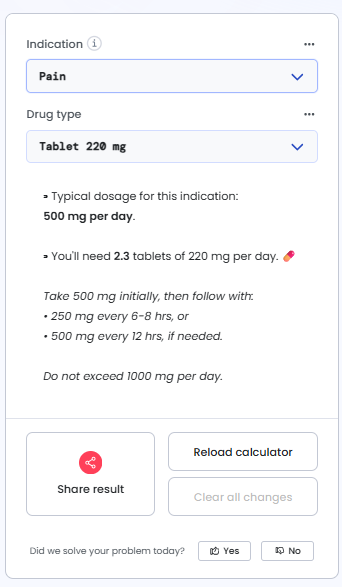 Indication
Pain
Drug type
Tablet 220 mg
Typical dosage for this indication:
500 mg per day.
You'll need 2.3 tablets of 220 mg per day.
Take 500 mg initially, then follow with:
• 250 mg every 6-8 hrs, or
• 500 mg every 12 hrs, if needed.
Do not exceed 1000 mg per day.
Share result
Reload calculator
Clear all changes
Did we solve your problem today? Yes No